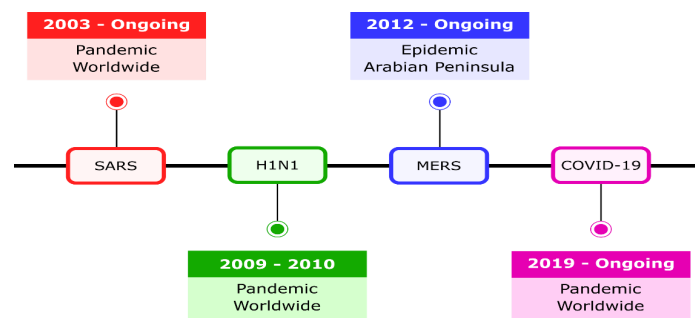 2003 - Ongoing
Pandemic
Worldwide
2012 - Ongoing
Epidemic
Arabian Peninsula
SARS
H1N1
MERS
COVID-19
2009 - 2010
Pandemic
Worldwide
2019 - Ongoing
Pandemic
Worldwide